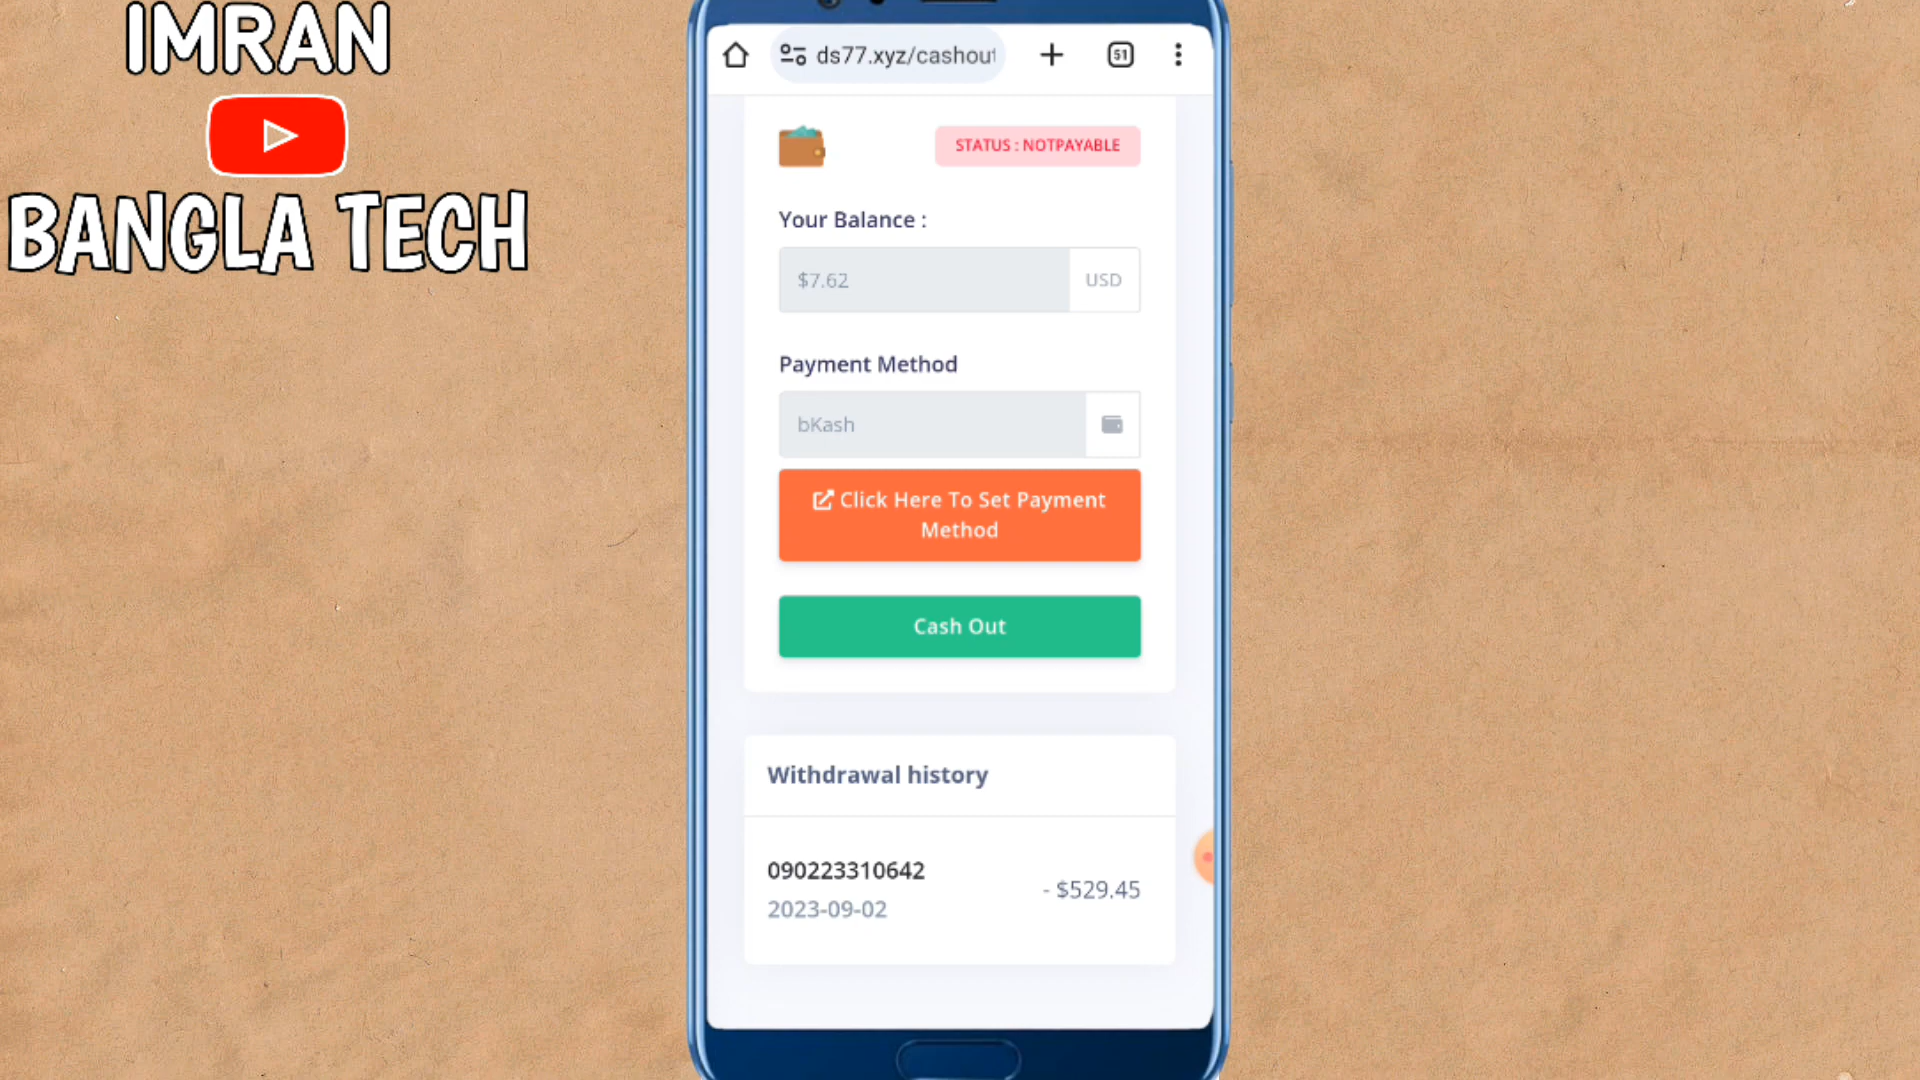 IMRAN
BANGLA TECH
ds77.xyz/cashout
51
STATUS : NOTPAYABLE
Your Balance :
$7.62
USD
Payment Method
bKash
Click Here To Set Payment
Method
Cash Out
Withdrawal history
090223310642
2023-09-02
- $529.45